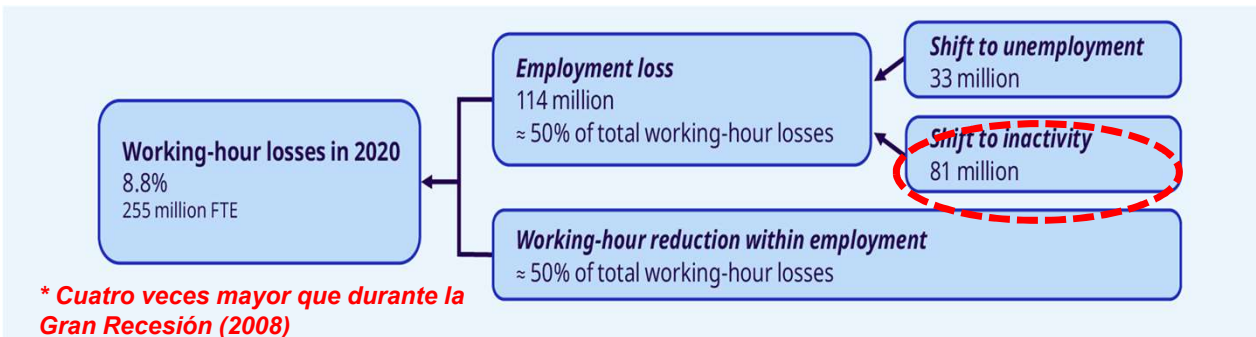 Working-hour losses in 2020
8.8%
255 million FTE
Employment loss
114 million
≈ 50% of total working-hour losses
Shift to unemployment
33 million
Shift to inactivity
81 million
Working-hour reduction within employment
≈ 50% of total working-hour losses
* Cuatro veces mayor que durante la
Gran Recesión (2008)